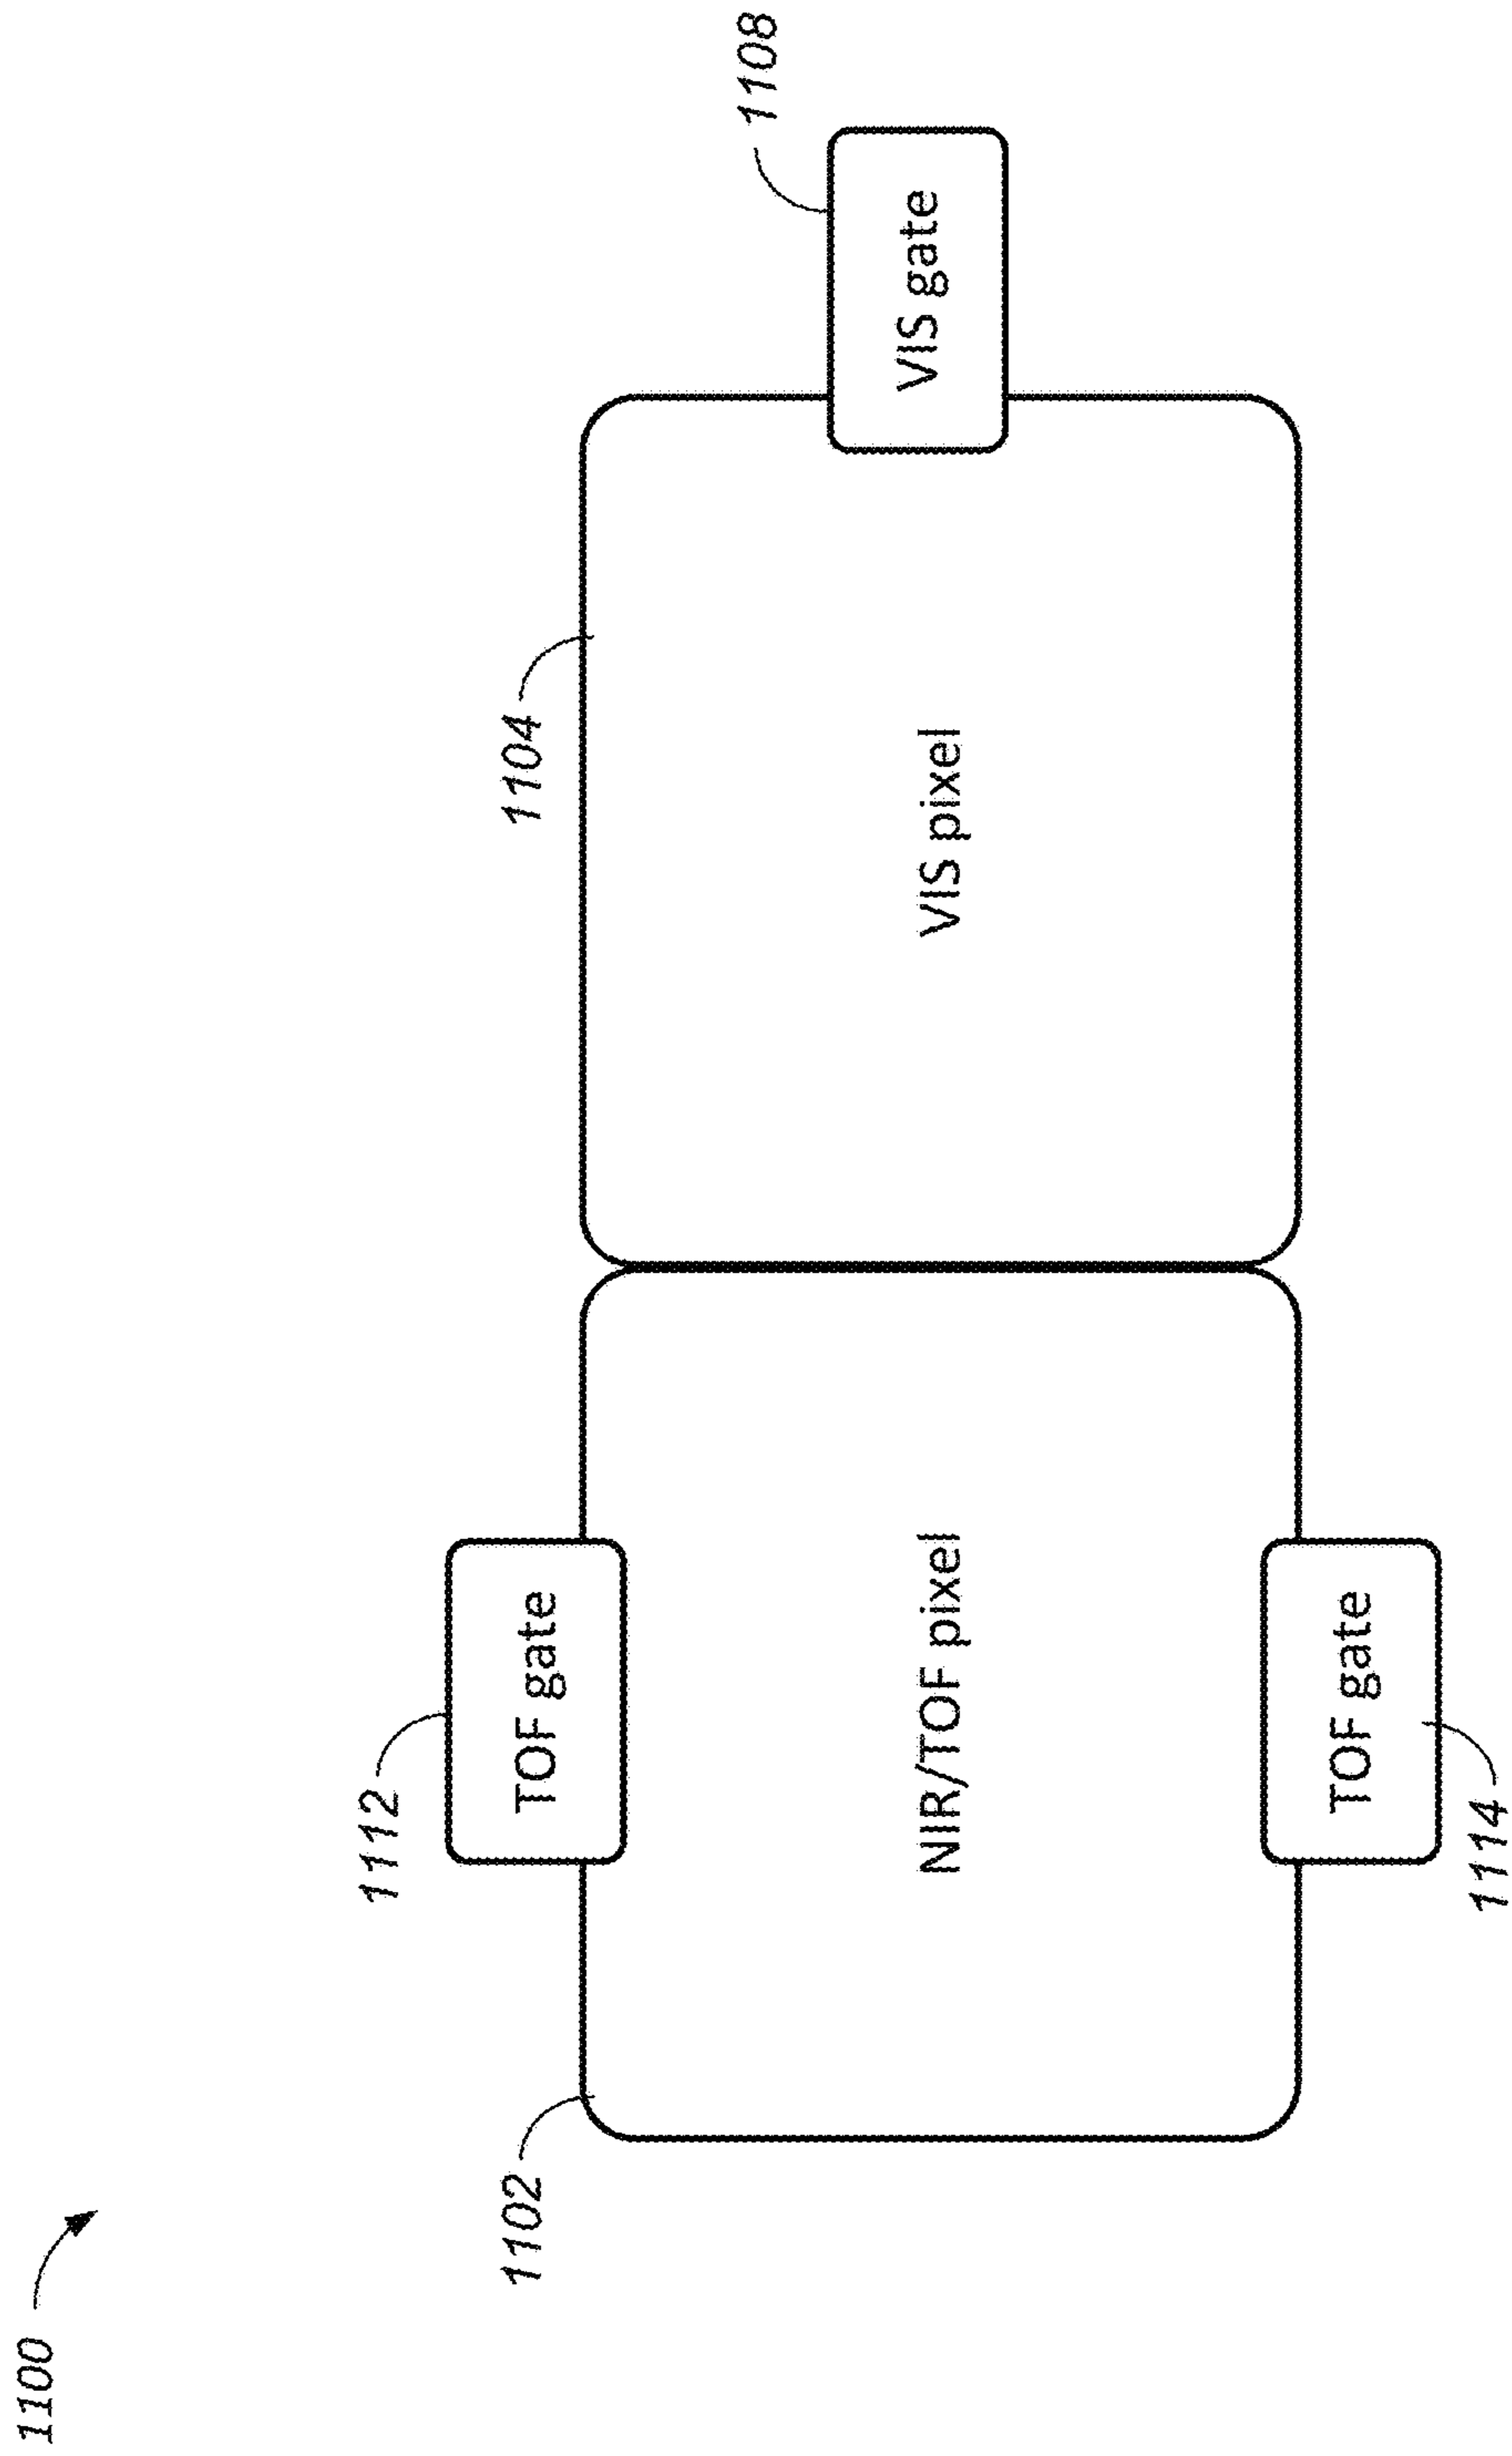 1100
1112
TOF gate
1102
1104
1108
NIR/TOF pixel
VIS pixel
VIS gate
TOF gate
1114